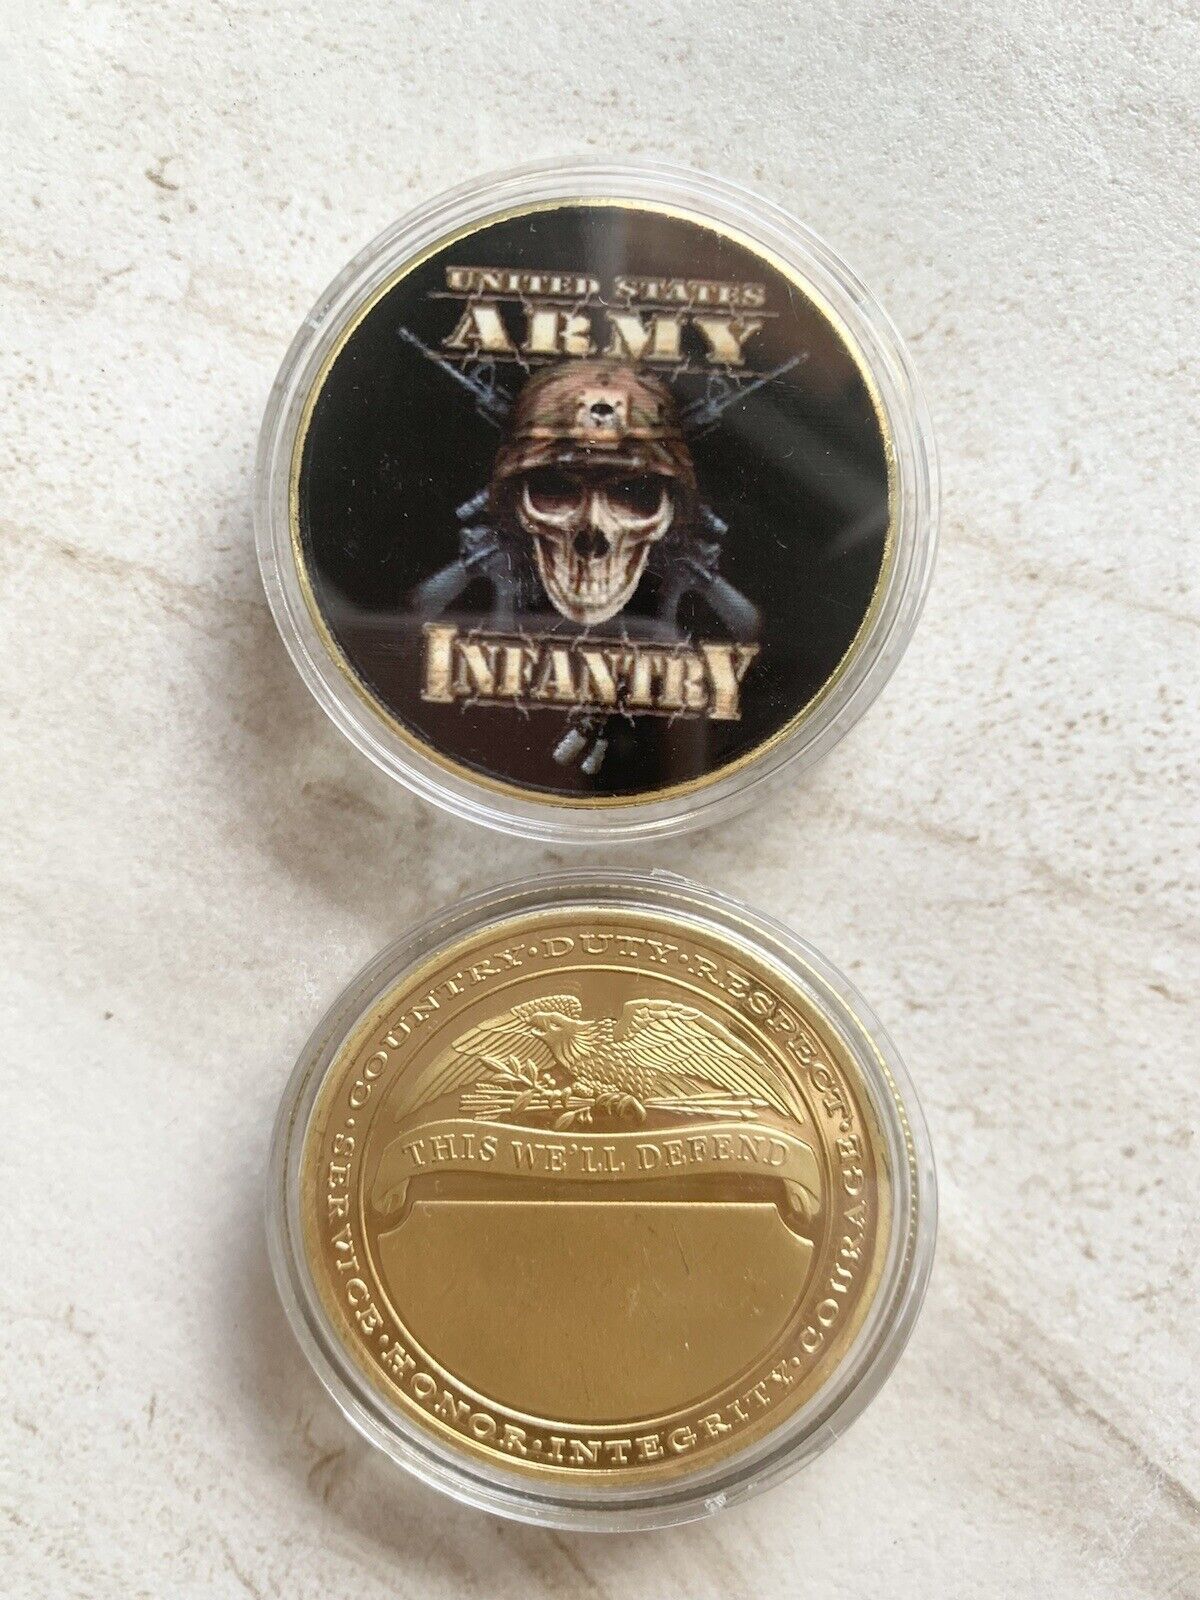 UNITED STATES
ARMY
INFANTRY
COUNTRY·DUTY·RESPECT·COURAGE·INTEGRITY·HONOR·SERVICE·
THIS WE'LL DEFEND